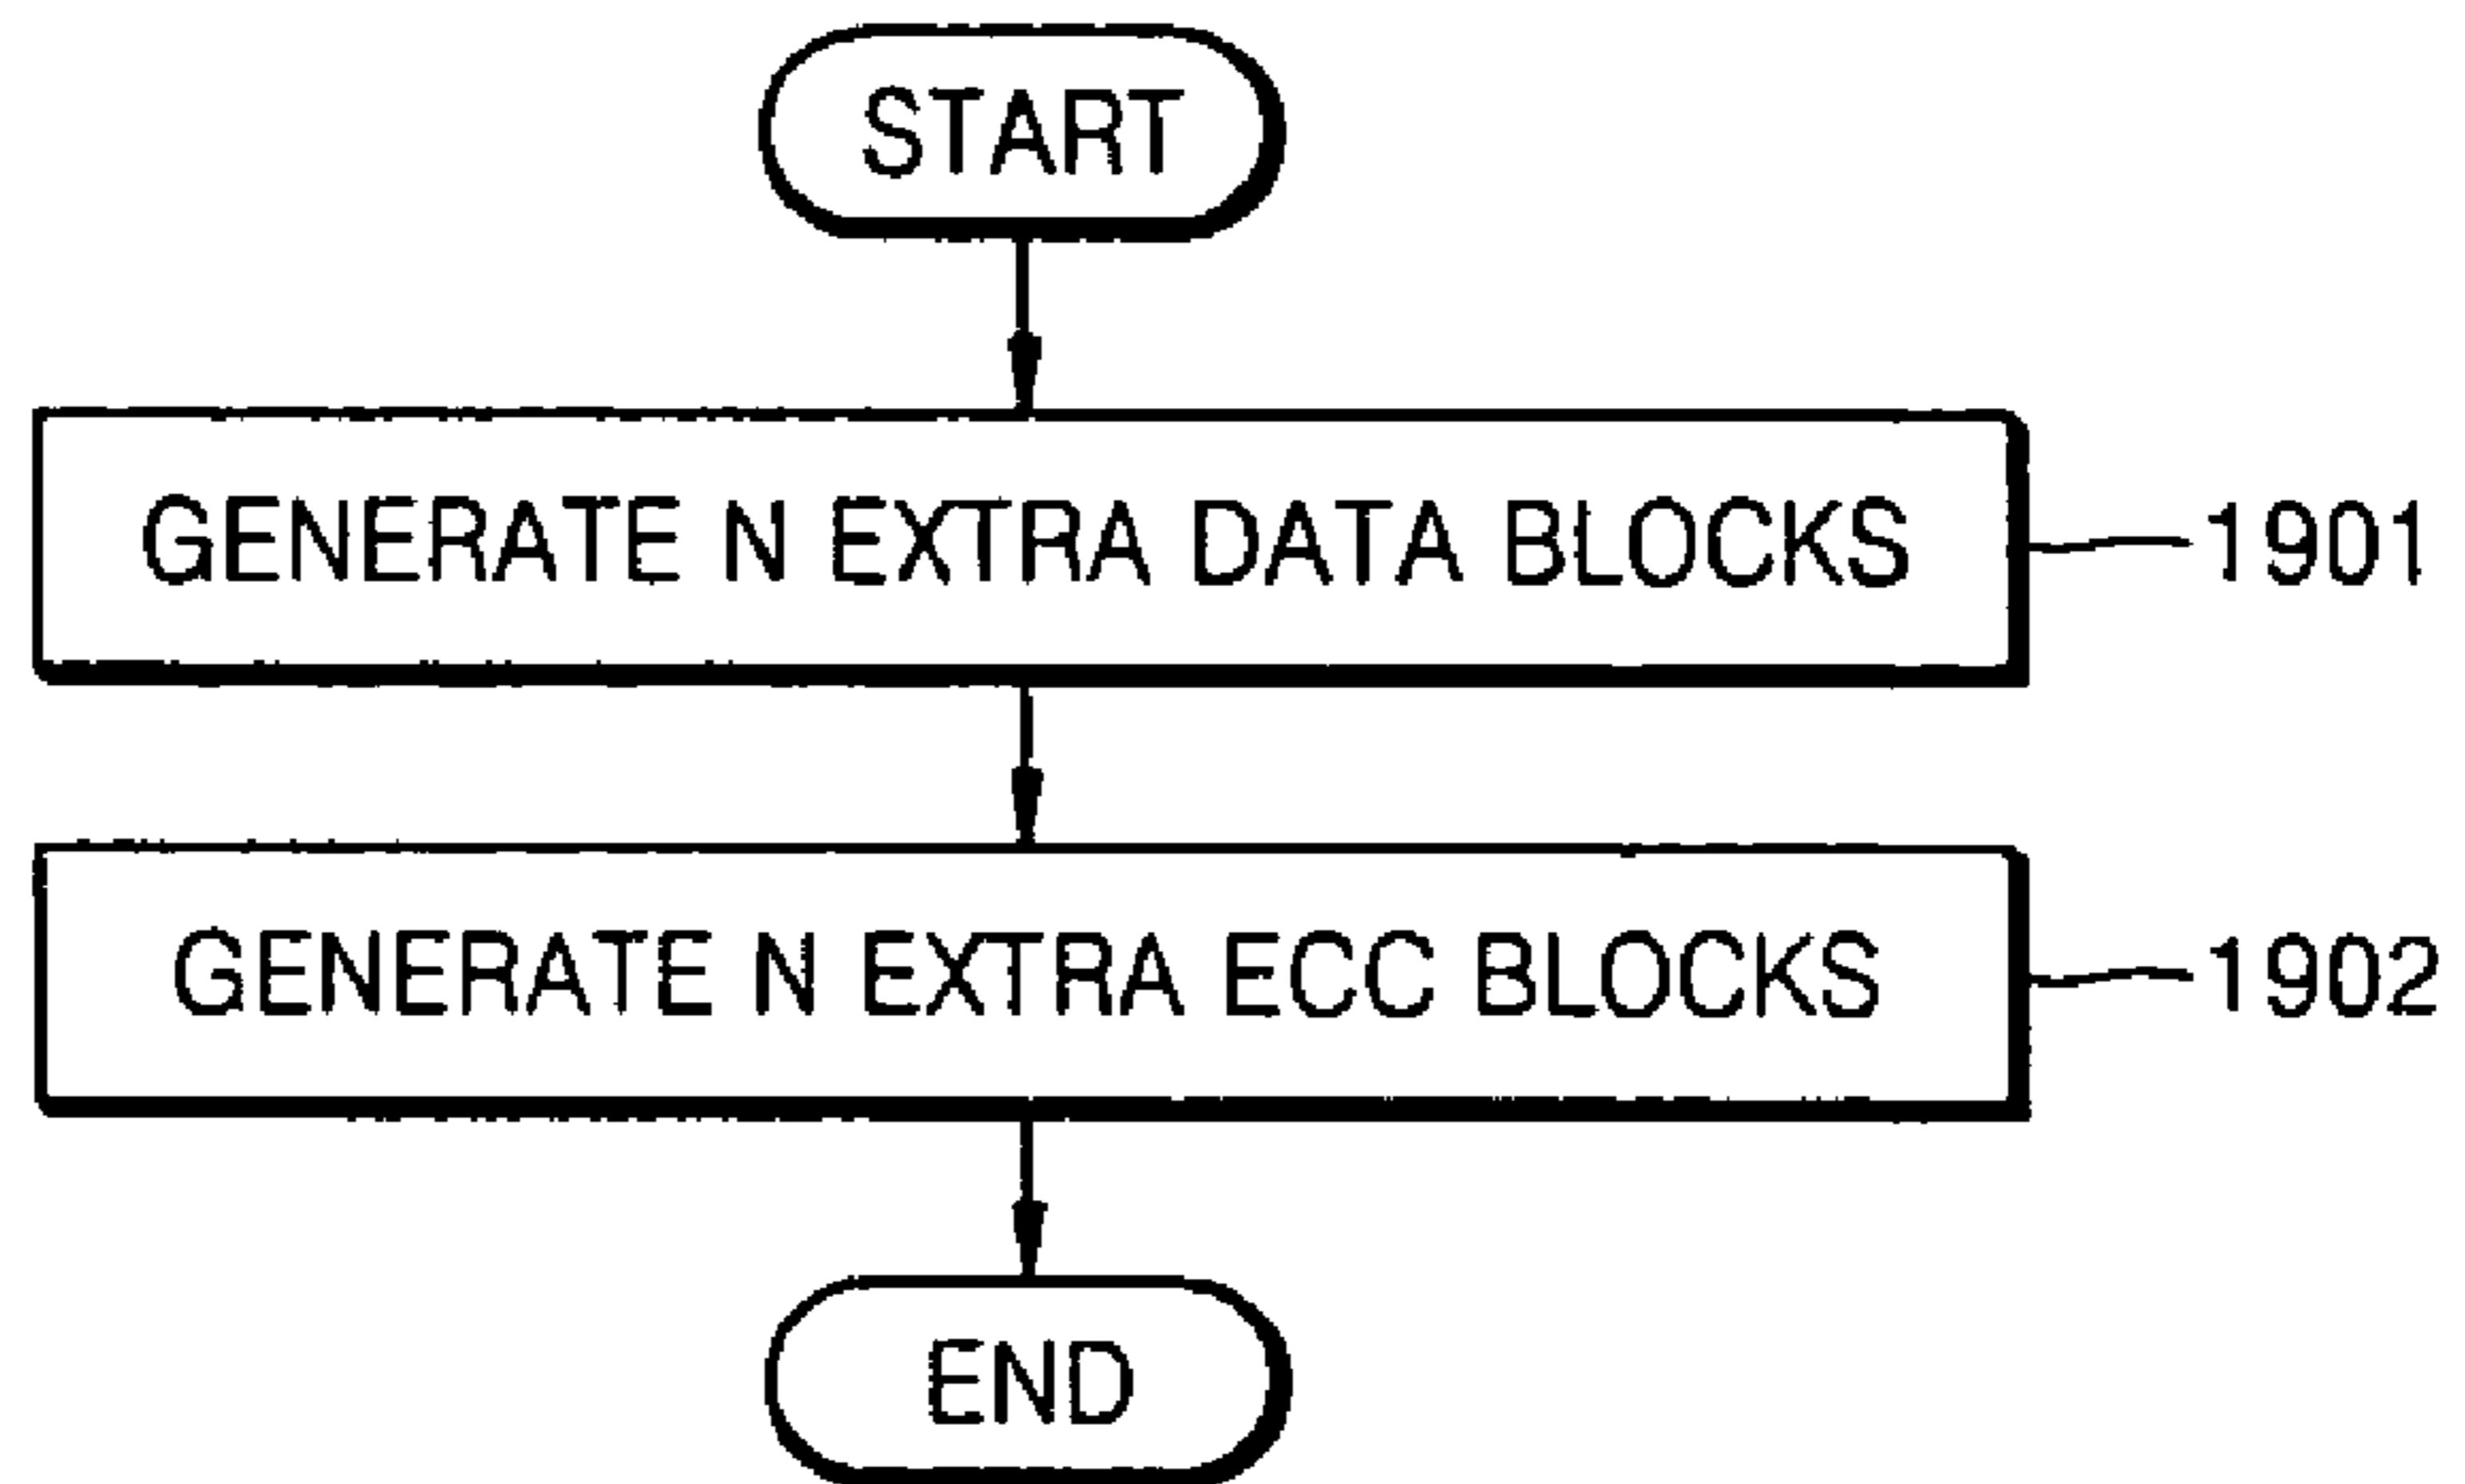 START
GENERATE N EXTRA DATA BLOCKS
1901
GENERATE N EXTRA ECC BLOCKS
1902
END